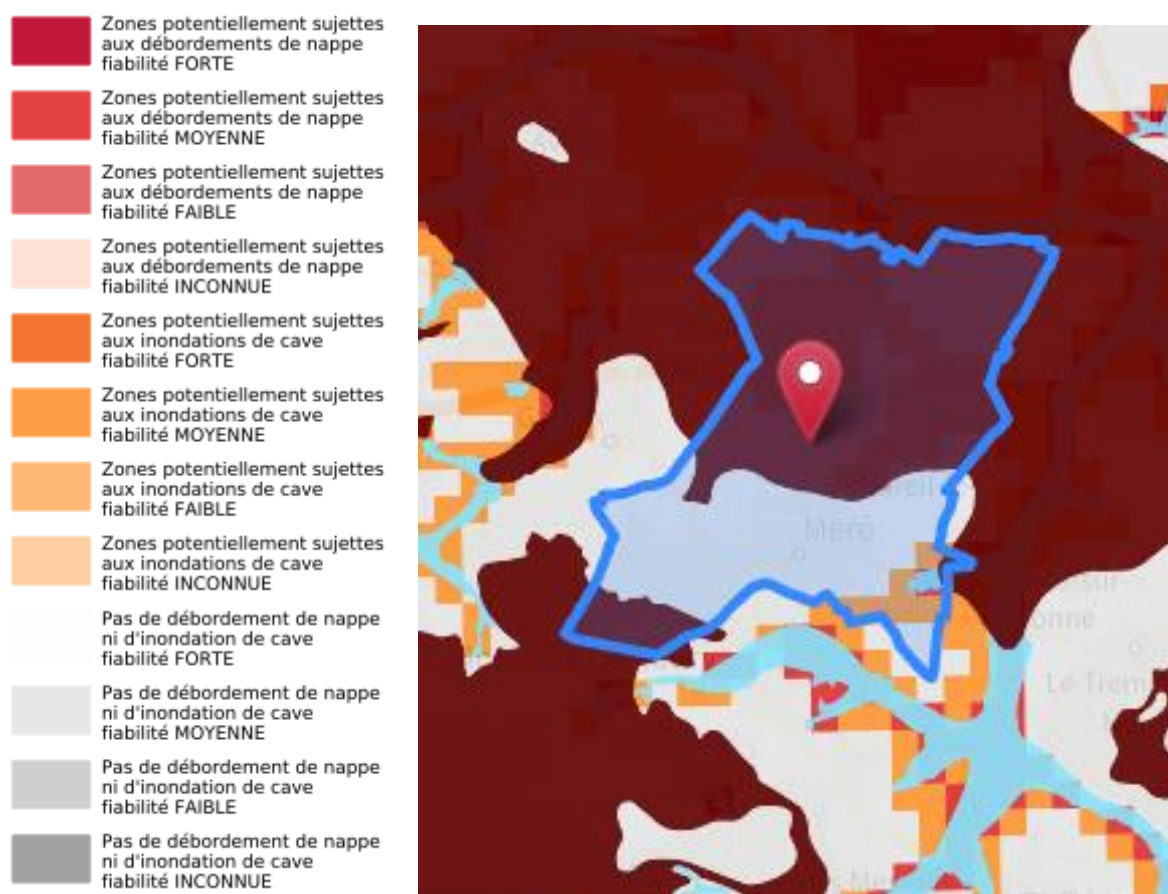 Zones potentiellement sujettes
aux débordements de nappe
fiabilité FORTE
Zones potentiellement sujettes
aux débordements de nappe
fiabilité MOYENNE
Zones potentiellement sujettes
aux débordements de nappe
fiabilité FAIBLE
Zones potentiellement sujettes
aux débordements de nappe
fiabilité INCONNUE
Zones potentiellement sujettes
aux inondations de cave
fiabilité FORTE
Zones potentiellement sujettes
aux inondations de cave
fiabilité MOYENNE
Zones potentiellement sujettes
aux inondations de cave
fiabilité FAIBLE
Zones potentiellement sujettes
aux inondations de cave
fiabilité INCONNUE
Pas de débordement de nappe
ni d'inondation de cave
fiabilité FORTE
Pas de débordement de nappe
ni d'inondation de cave
fiabilité MOYENNE
Pas de débordement de nappe
ni d'inondation de cave
fiabilité FAIBLE
Pas de débordement de nappe
ni d'inondation de cave
fiabilité INCONNUE
Méré
sur
onne
Le Trem